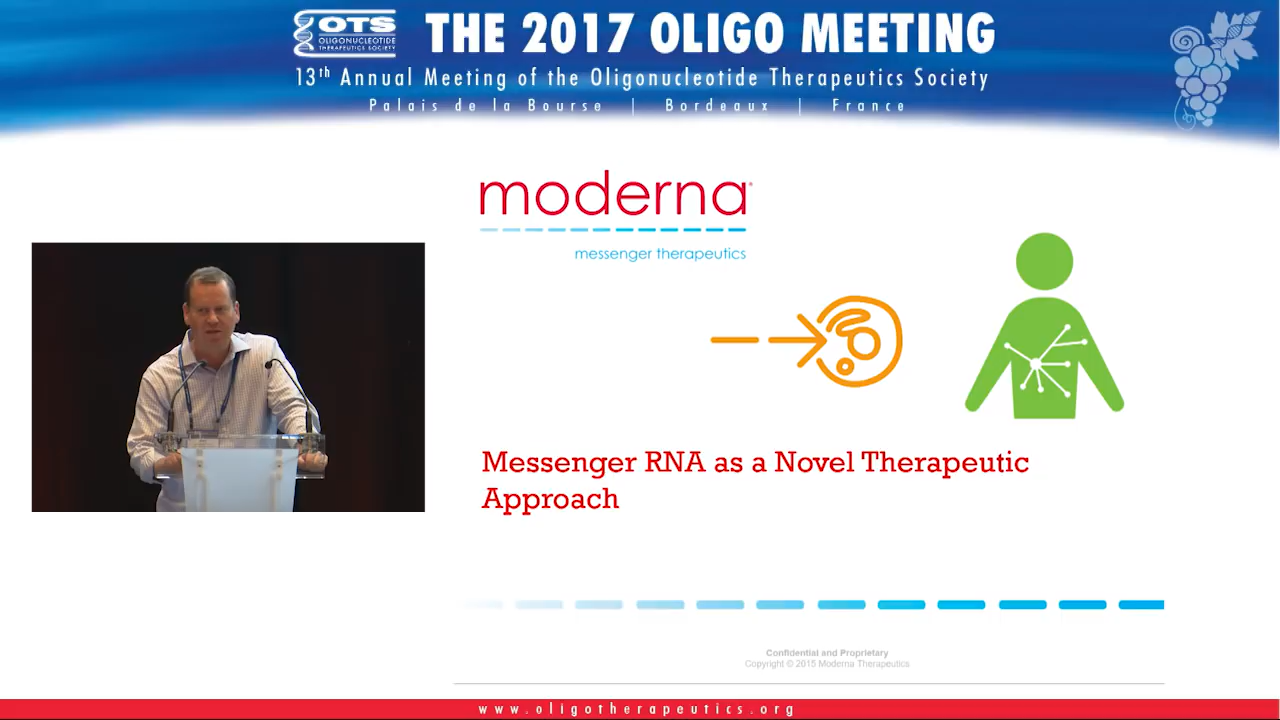 OTS
OLIGONUCLEOTIDE
THERAPEUTICS SOCIETY
THE 2017 OLIGO MEETING
13th Annual Meeting of the Oligonucleotide Therapeutics Society
Palais de la Bourse | Bordeaux | France
moderna
messenger therapeutics
Messenger RNA as a Novel Therapeutic
Approach
Confidential and Proprietary
Copyright © 2015 Moderna Therapeutics
www.oligotherapeutics.org